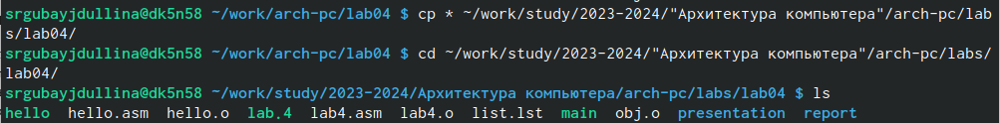 srgubayjdullina@dk5n58 ~/work/arch-pc/lab04 $ cp * ~/work/study/2023-2024/"Архитектура компьютера"/arch-pc/lab
s/lab04/
srgubayjdullina@dk5n58 ~/work/arch-pc/lab04 $ cd ~/work/study/2023-2024/"Архитектура компьютера"/arch-pc/labs/
lab04/
srgubayjdullina@dk5n58 ~/work/study/2023-2024/Архитектура компьютера/arch-pc/labs/lab04 $ ls
hello hello.asm hello.o lab.4 lab4.asm lab4.o list.lst main obj.o presentation report